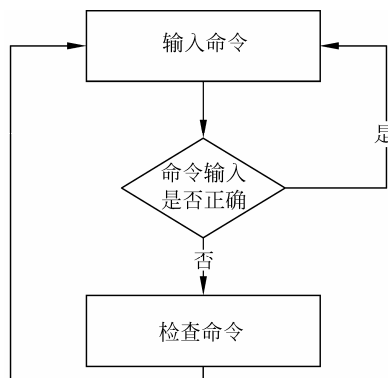 输入命令
命令输入
是否正确
是
否
检查命令